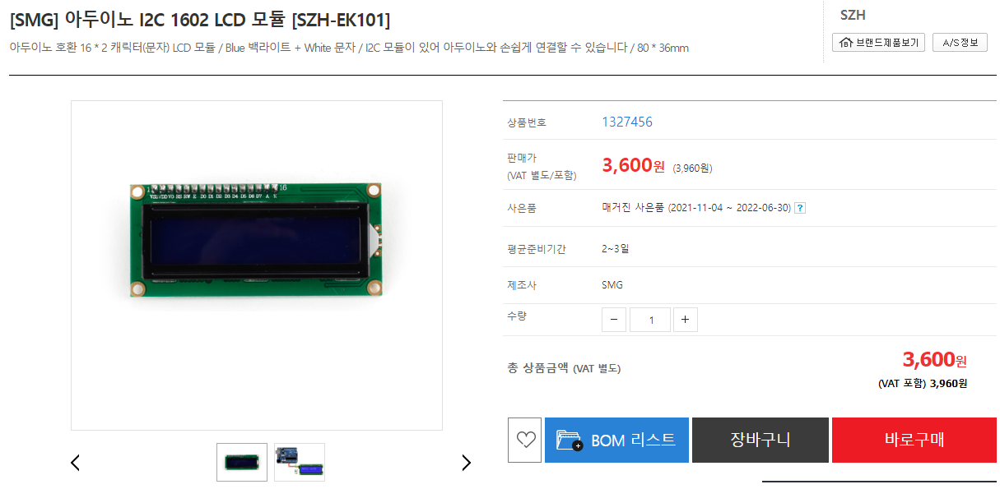 [SMG] 아두이노 I2C 1602 LCD 모듈 [SZH-EK101]
아두이노 호환 16 * 2 캐릭터(문자) LCD 모듈 / Blue 백라이트 + White 문자 / I2C 모듈이 있어 아두이노와 손쉽게 연결할 수 있습니다 / 80 * 36mm
SZH
브랜드제품보기
A/S정보
1 16
VSS VDD V0 RS RW E D0 D1 D2 D3 D4 D5 D6 D7 A K
상품번호 1327456
판매가
(VAT 별도/포함) 3,600원 (3,960원)
사은품 매거진 사은품 (2021-11-04 ~ 2022-06-30) ?
평균준비기간 2~3일
제조사 SMG
수량 − 1 +
총 상품금액 (VAT 별도) 3,600원
(VAT 포함) 3,960원
BOM 리스트
장바구니
바로구매